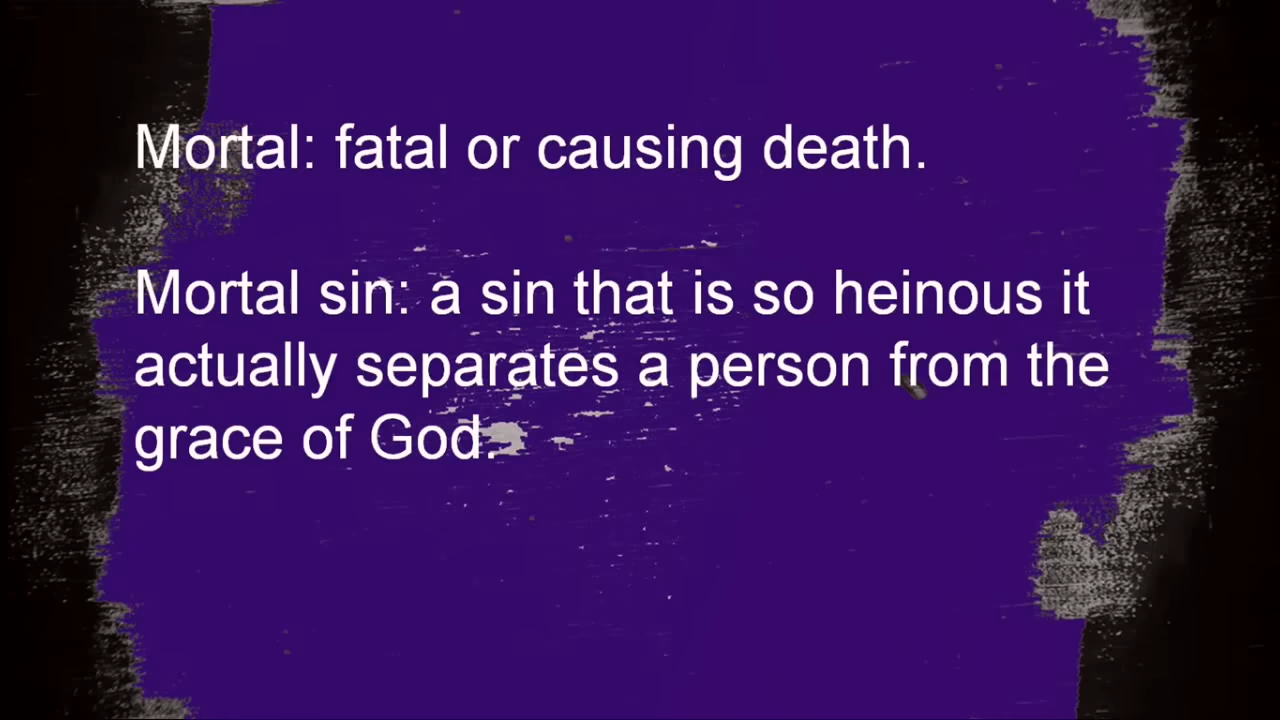 Mortal: fatal or causing death.
Mortal sin: a sin that is so heinous it
actually separates a person from the
grace of God.